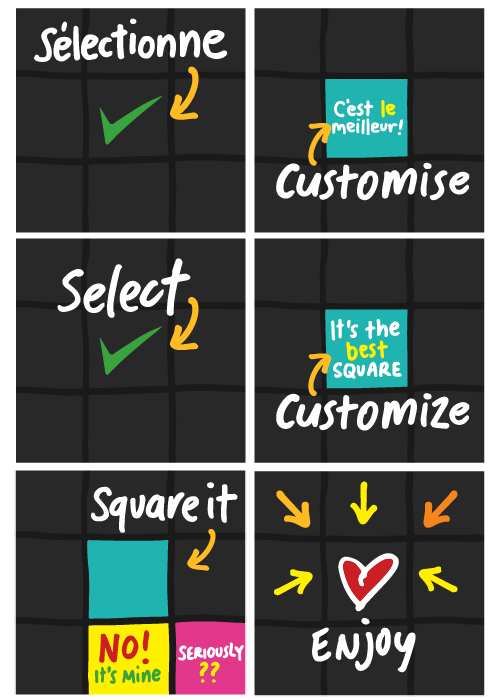 Sélectionne
C'est le
meilleur!
Customise
Select
It's the
best
SQUARE
Customize
Square it
NO!
It's Mine
SERIOUSLY
??
ENJOY